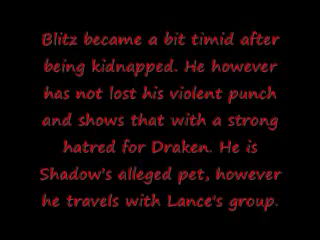 Blitz became a bit timid after
being kidnapped. He however
has not lost his violent punch
and shows that with a strong
hatred for Draken. He is
Shadow's alleged pet, however
he travels with Lance's group.